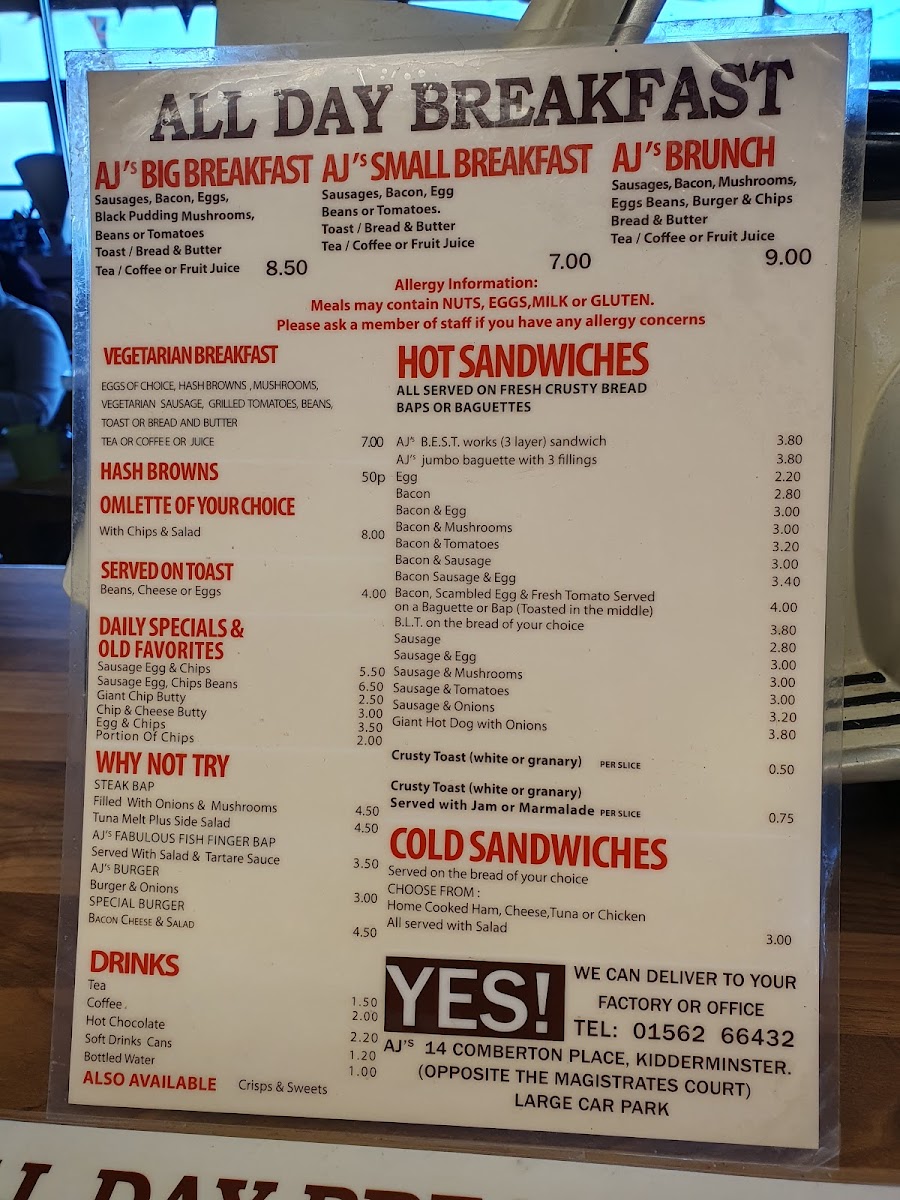 ALL DAY BREAKFAST
AJ's BIG BREAKFAST
Sausages, Bacon, Eggs,
Black Pudding Mushrooms,
Beans or Tomatoes
Toast / Bread & Butter
Tea / Coffee or Fruit Juice 8.50
AJ's SMALL BREAKFAST
Sausages, Bacon, Egg
Beans or Tomatoes.
Toast / Bread & Butter
Tea / Coffee or Fruit Juice
7.00
AJ's BRUNCH
Sausages, Bacon, Mushrooms,
Eggs Beans, Burger & Chips
Bread & Butter
Tea / Coffee or Fruit Juice
9.00
Allergy Information:
Meals may contain NUTS, EGGS,MILK or GLUTEN.
Please ask a member of staff if you have any allergy concerns
VEGETARIAN BREAKFAST
EGGS OF CHOICE, HASH BROWNS , MUSHROOMS,
VEGETARIAN SAUSAGE, GRILLED TOMATOES, BEANS,
TOAST OR BREAD AND BUTTER
TEA OR COFFEE OR JUICE 7.00
HASH BROWNS 50p
OMLETTE OF YOUR CHOICE
With Chips & Salad 8.00
SERVED ON TOAST
Beans, Cheese or Eggs 4.00
DAILY SPECIALS &
OLD FAVORITES
Sausage Egg & Chips 5.50
Sausage Egg, Chips Beans 6.50
Giant Chip Butty 2.50
Chip & Cheese Butty 3.00
Egg & Chips 3.50
Portion Of Chips 2.00
WHY NOT TRY
STEAK BAP
Filled With Onions & Mushrooms 4.50
Tuna Melt Plus Side Salad 4.50
AJ's FABULOUS FISH FINGER BAP
Served With Salad & Tartare Sauce 3.50
AJ's BURGER
Burger & Onions 3.00
SPECIAL BURGER
BACON CHEESE & SALAD 4.50
DRINKS
Tea 1.50
Coffee . 2.00
Hot Chocolate 2.20
Soft Drinks Cans 1.20
Bottled Water 1.00
ALSO AVAILABLE Crisps & Sweets
HOT SANDWICHES
ALL SERVED ON FRESH CRUSTY BREAD
BAPS OR BAGUETTES
AJ's B.E.S.T. works (3 layer) sandwich 3.80
AJ's jumbo baguette with 3 fillings 3.80
Egg 2.20
Bacon 2.80
Bacon & Egg 3.00
Bacon & Mushrooms 3.00
Bacon & Tomatoes 3.20
Bacon & Sausage 3.00
Bacon Sausage & Egg 3.40
Bacon, Scambled Egg & Fresh Tomato Served
on a Baguette or Bap (Toasted in the middle) 4.00
B.L.T. on the bread of your choice 3.80
Sausage 2.80
Sausage & Egg 3.00
Sausage & Mushrooms 3.00
Sausage & Tomatoes 3.00
Sausage & Onions 3.20
Giant Hot Dog with Onions 3.80
Crusty Toast (white or granary) PER SLICE 0.50
Crusty Toast (white or granary)
Served with Jam or Marmalade PER SLICE 0.75
COLD SANDWICHES
Served on the bread of your choice
CHOOSE FROM :
Home Cooked Ham, Cheese,Tuna or Chicken
All served with Salad 3.00
YES!
WE CAN DELIVER TO YOUR
FACTORY OR OFFICE
TEL: 01562 66432
AJ'S 14 COMBERTON PLACE, KIDDERMINSTER.
(OPPOSITE THE MAGISTRATES COURT)
LARGE CAR PARK